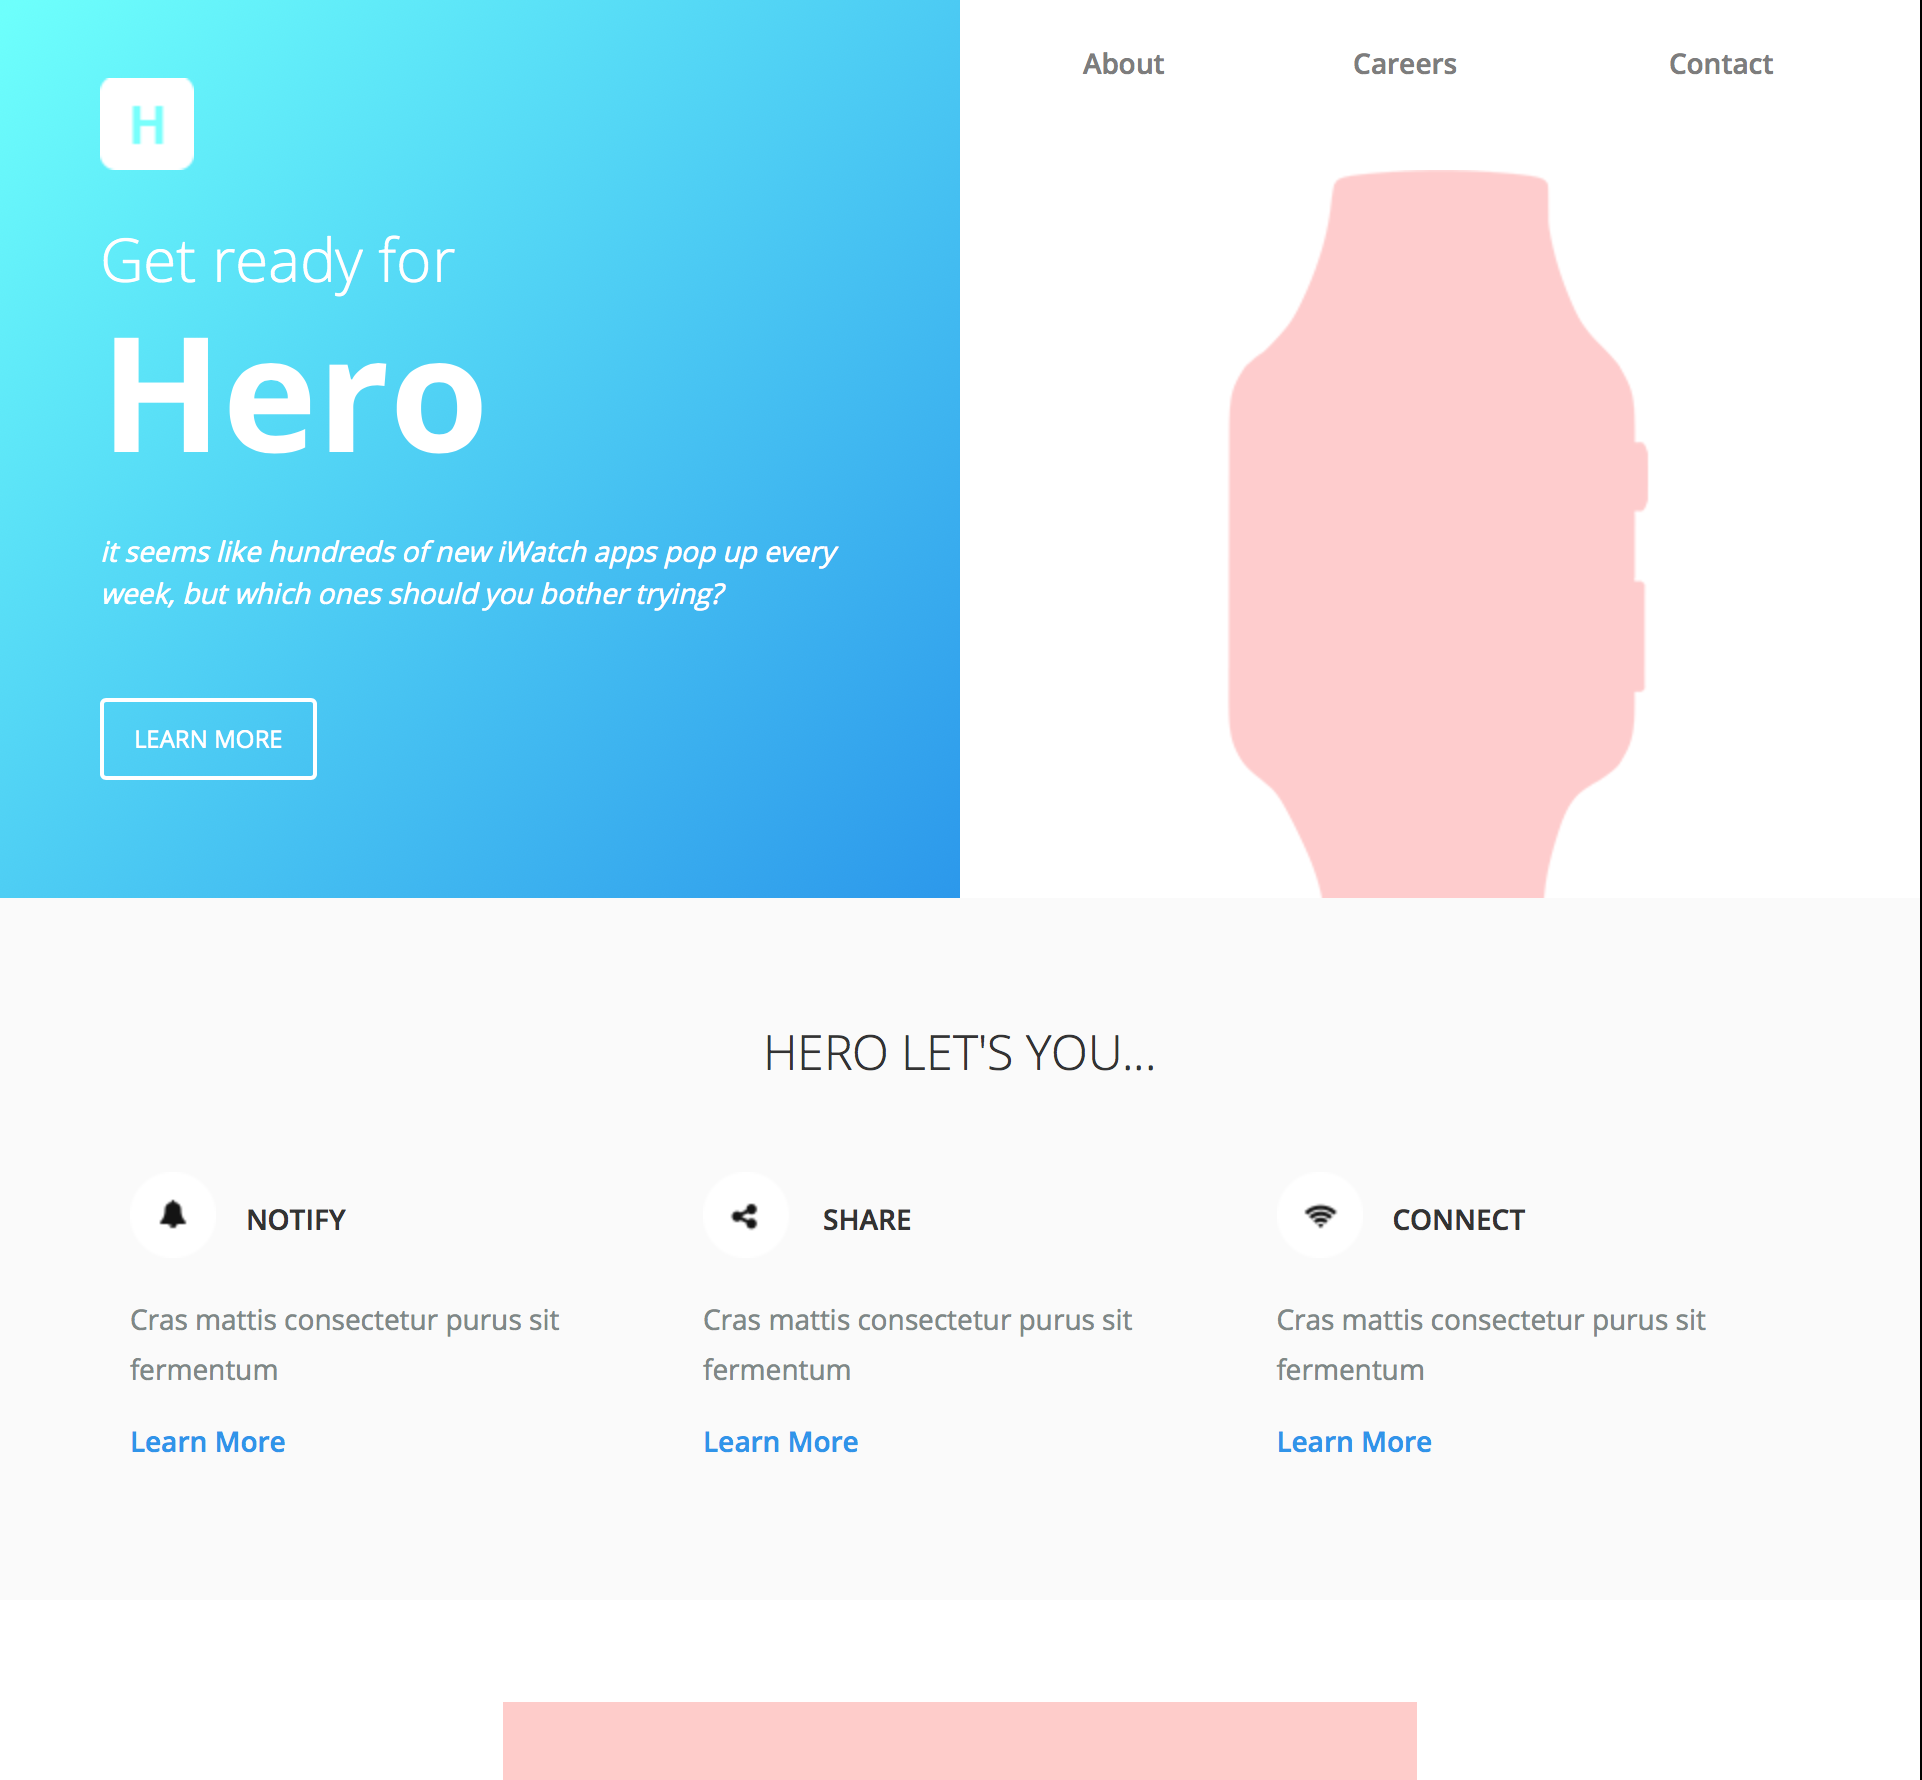 H
About Careers Contact
Get ready for
Hero
it seems like hundreds of new iWatch apps pop up every
week, but which ones should you bother trying?
LEARN MORE
HERO LET'S YOU...
NOTIFY
Cras mattis consectetur purus sit
fermentum
Learn More
SHARE
Cras mattis consectetur purus sit
fermentum
Learn More
CONNECT
Cras mattis consectetur purus sit
fermentum
Learn More